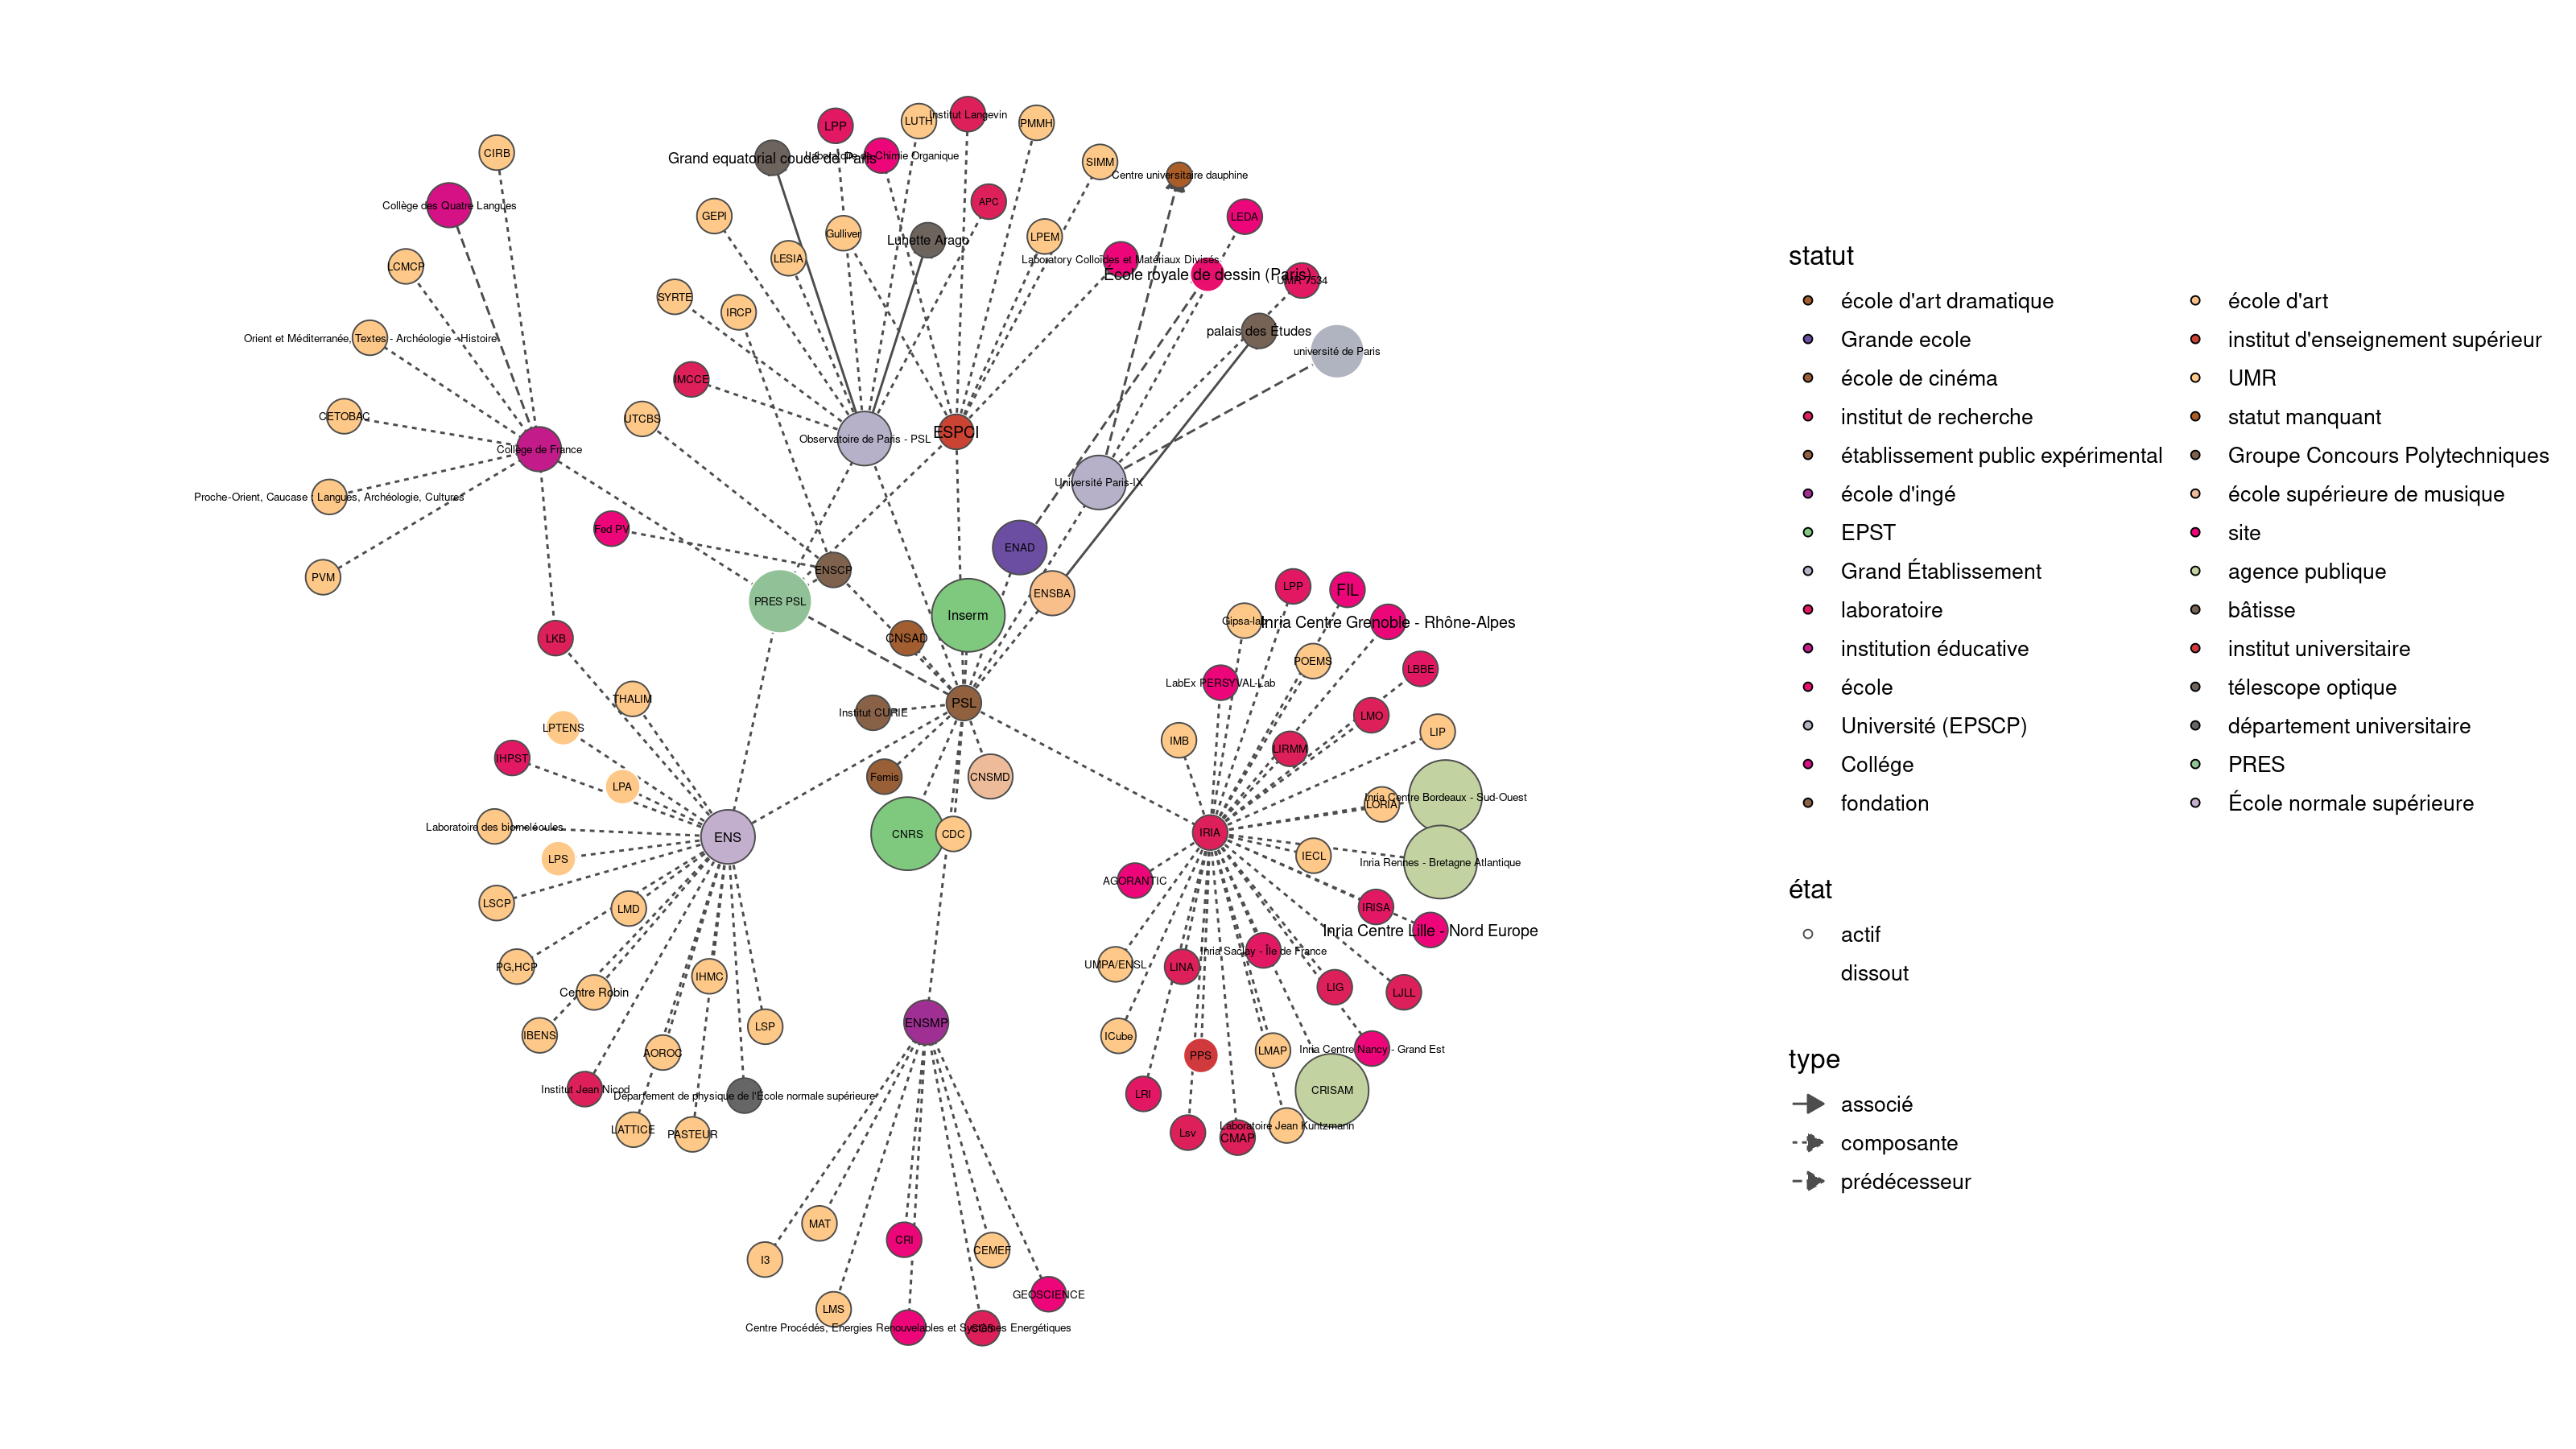 CIRB
Collège des Quatre Langues
LCMCP
Orient et Méditerranée, Textes - Archéologie - Histoire
CETOBAC
Collège de France
Proche-Orient, Caucase : Langues, Archéologie, Cultures
PVM
LPP
LUTH
Institut Langevin
PMMH
Grand equatorial coudé de Paris
Laboratoire de Chimie Organique
SIMM
Centre universitaire dauphine
APC
GEPI
LEDA
Gulliver
Lunette Arago
LPEM
LESIA
Laboratory Colloïdes et Matériaux Divisés
École royale de dessin (Paris)
UMR 7534
SYRTE
IRCP
palais des Études
université de Paris
IMCCE
UTCBS
Observatoire de Paris - PSL
ESPCI
Université Paris-IX
Fed PV
ENAD
ENSCP
ENSBA
PRES PSL
Inserm
CNSAD
LKB
PSL
Institut CURIE
Femis
CNSMD
CNRS
CDC
THALIM
LPTENS
IHPST
LPA
Laboratoire des biomolécules
ENS
LPS
LSCP
LMD
PG,HCP
IHMC
Centre Robin
IBENS
LSP
AOROC
Institut Jean Nicod
Département de physique de l'École normale supérieure
LATTICE
PASTEUR
ENSMP
MAT
I3
CRI
CEMEF
GEOSCIENCE
LMS
Centre Procédés, Energies Renouvelables et Systèmes Energétiques
LPP
FIL
Gipsa-lab
Inria Centre Grenoble - Rhône-Alpes
POEMS
LBBE
LabEx PERSYVAL-Lab
LMO
IMB
LIRMM
LIP
Inria Centre Bordeaux - Sud-Ouest
LORIA
IRIA
IECL
Inria Rennes - Bretagne Atlantique
AGORANTIC
IRISA
Inria Centre Lille - Nord Europe
Inria Saclay - Île de France
UMPA/ENSL
LINA
LIG
LJLL
ICube
PPS
LMAP
Inria Centre Nancy - Grand Est
LRI
CRISAM
Lsv
CMAP
Laboratoire Jean Kuntzmann
statut
école d'art dramatique
Grande ecole
école de cinéma
institut de recherche
établissement public expérimental
école d'ingé
EPST
Grand Établissement
laboratoire
institution éducative
école
Université (EPSCP)
Collége
fondation
école d'art
institut d'enseignement supérieur
UMR
statut manquant
Groupe Concours Polytechniques
école supérieure de musique
site
agence publique
bâtisse
institut universitaire
télescope optique
département universitaire
PRES
École normale supérieure
état
actif
dissout
type
associé
composante
prédécesseur